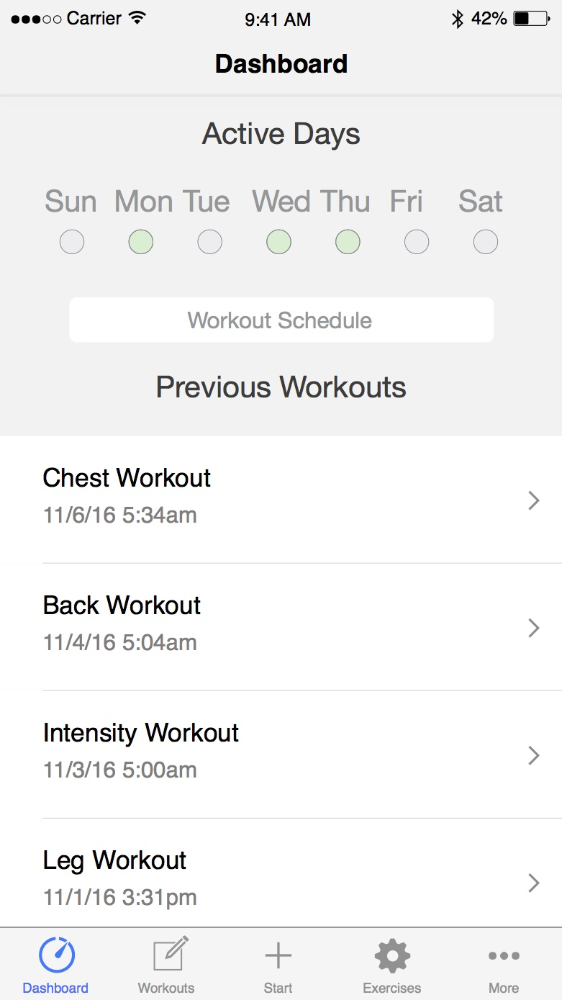 Carrier 9:41 AM 42%
Dashboard
Active Days
Sun Mon Tue Wed Thu Fri Sat
Workout Schedule
Previous Workouts
Chest Workout
11/6/16 5:34am
Back Workout
11/4/16 5:04am
Intensity Workout
11/3/16 5:00am
Leg Workout
11/1/16 3:31pm
Dashboard Workouts Start Exercises More